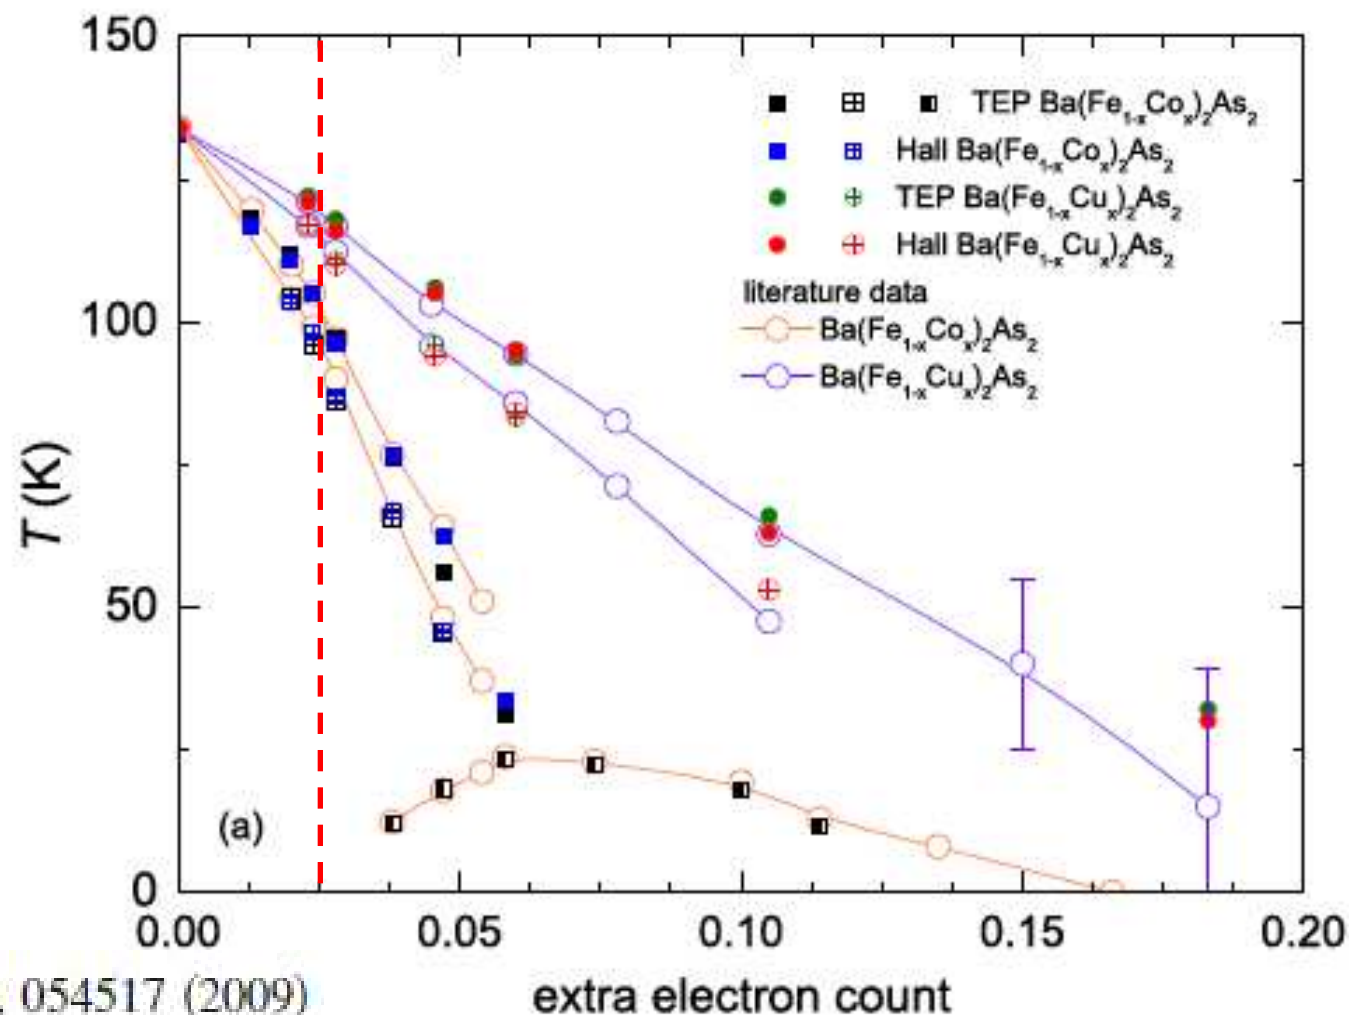 150
100
50
0
T (K)
TEP Ba(Fe₁₋ₓCoₓ)₂As₂
Hall Ba(Fe₁₋ₓCoₓ)₂As₂
TEP Ba(Fe₁₋ₓCuₓ)₂As₂
Hall Ba(Fe₁₋ₓCuₓ)₂As₂
literature data
Ba(Fe₁₋ₓCoₓ)₂As₂
Ba(Fe₁₋ₓCuₓ)₂As₂
(a)
0.00 0.05 0.10 0.15 0.20
extra electron count
, 054517 (2009)